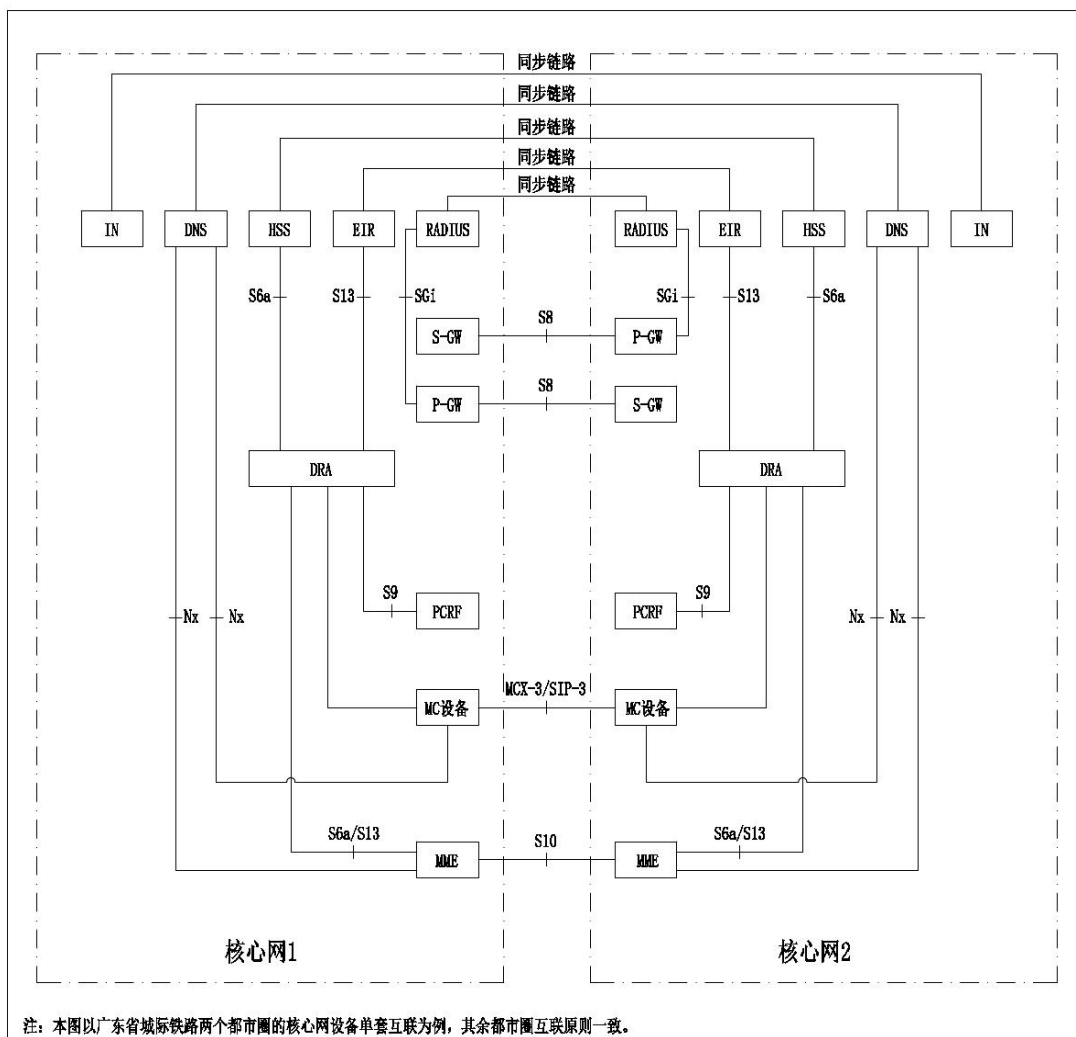 同步链路
同步链路
同步链路
同步链路
同步链路
IN DNS HSS EIR RADIUS RADIUS EIR HSS DNS IN
S6a S13 SGi SGi S13 S6a
S8
S-GW P-GW
S8
P-GW S-GW
DRA DRA
S9 S9
PCRF PCRF
Nx Nx Nx Nx
MCX-3/SIP-3
MC设备 MC设备
S6a/S13 S10 S6a/S13
MME MME
核心网1 核心网2
注：本图以广东省城际铁路两个都市圈的核心网设备单套互联为例，其余都市圈互联原则一致。